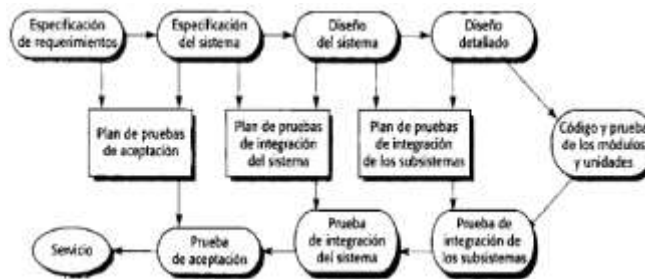 Especificación
de requerimientos
Especificación
del sistema
Diseño
del sistema
Diseño
detallado
Plan de pruebas
de aceptación
Plan de pruebas
de integración
del sistema
Plan de pruebas
de integración
de los subsistemas
Código y prueba
de los módulos
y unidades
Servicio
Prueba
de aceptación
Prueba
de integración
del sistema
Prueba de
integración de
los subsistemas